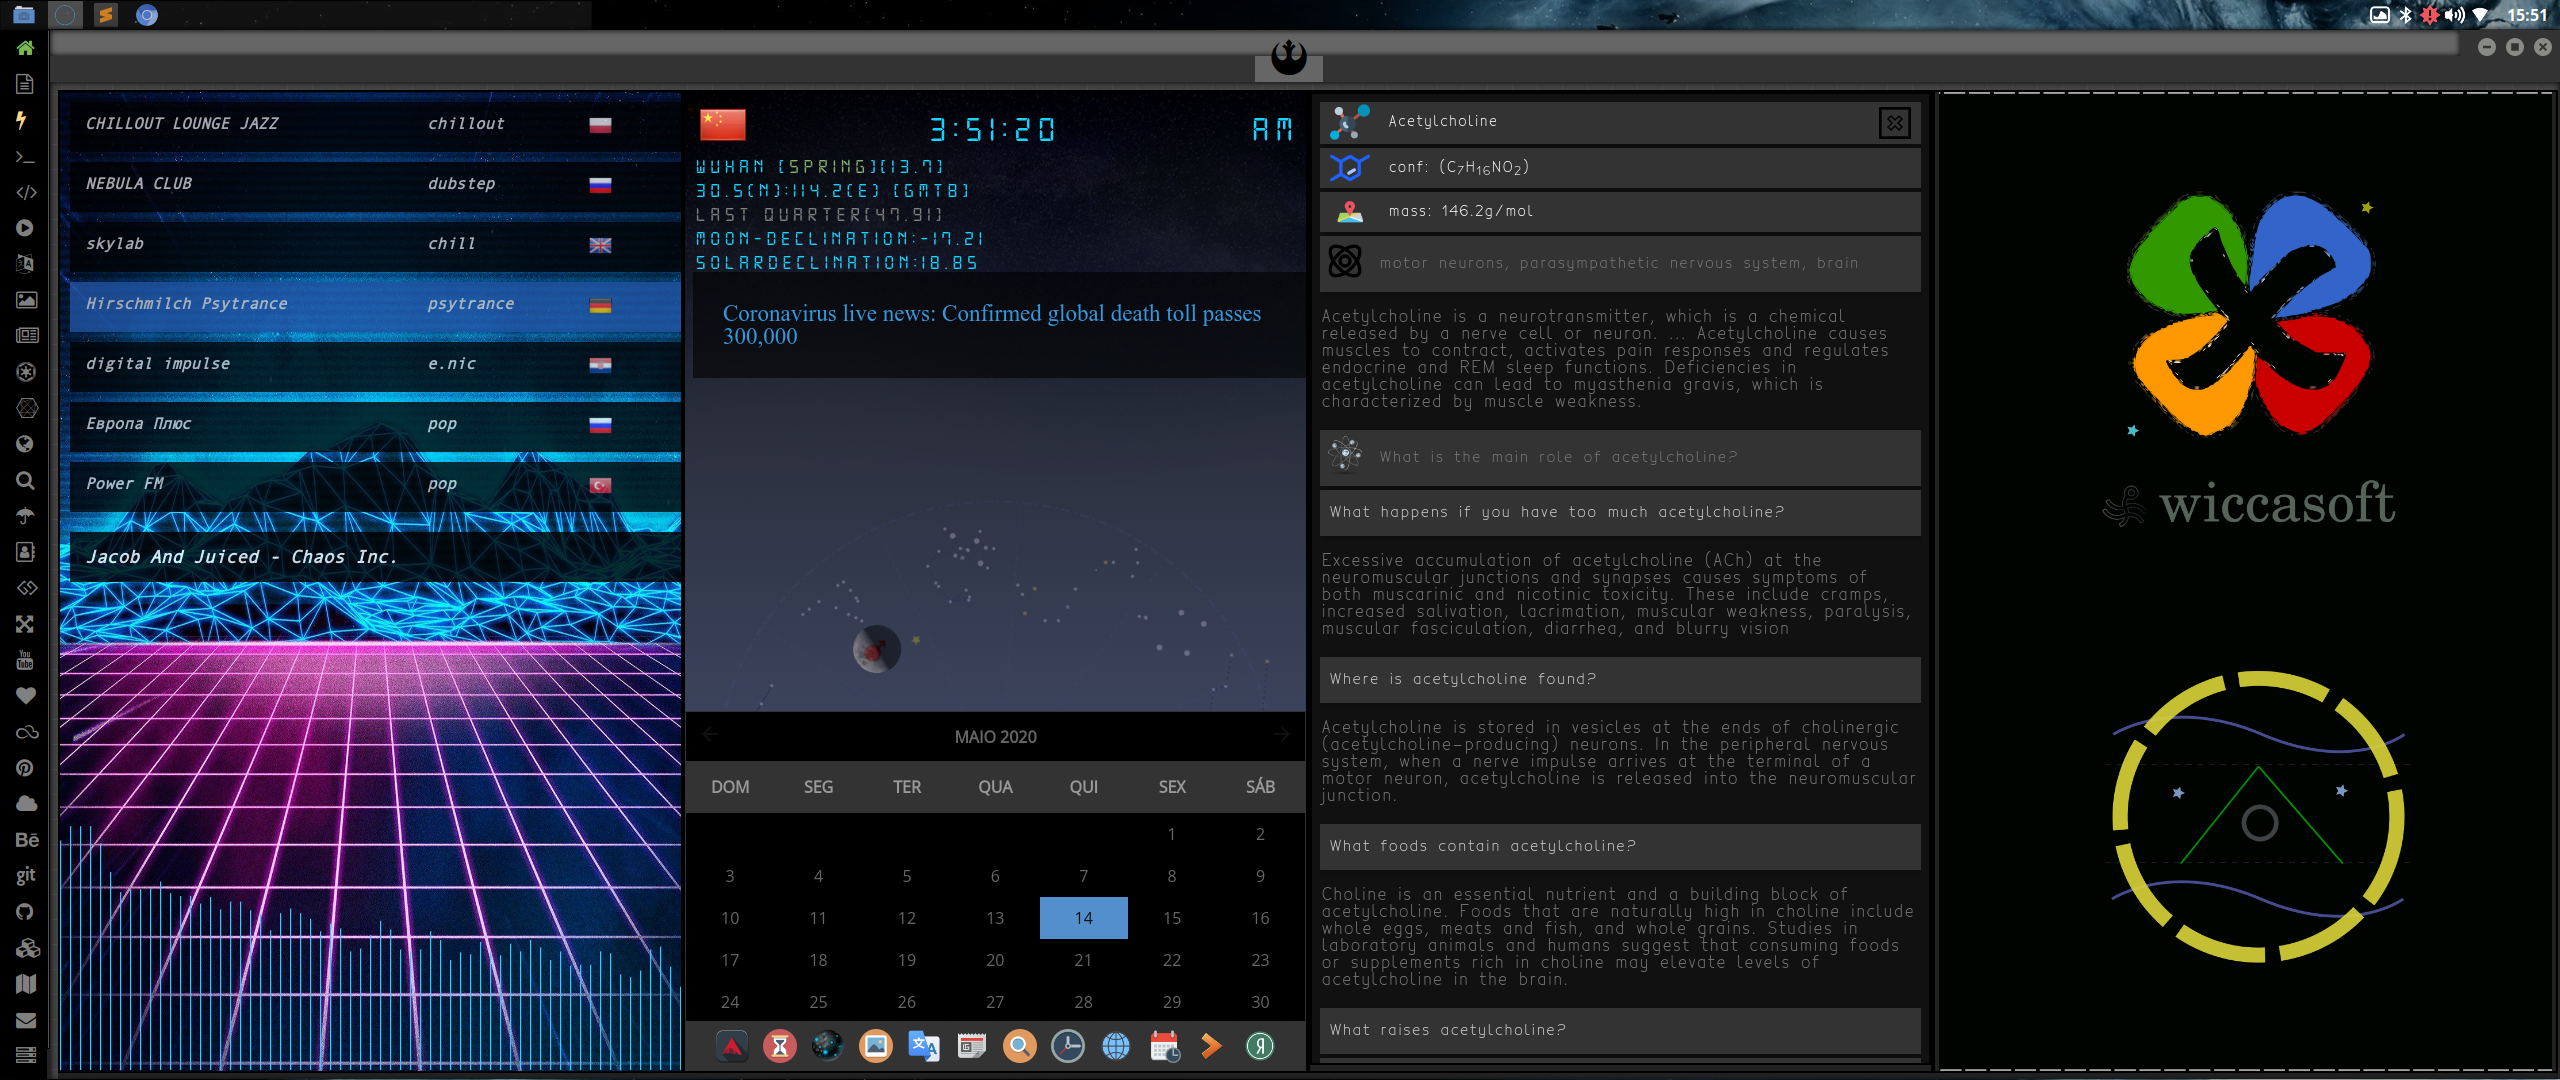 15:51
CHILLOUT LOUNGE JAZZ chillout
NEBULA CLUB dubstep
skylab chill
Hirschmilch Psytrance psytrance
digital impulse e.nic
Европа Плюс pop
Power FM pop
Jacob And Juiced - Chaos Inc.
You
Tube
Bē
git
3:51:20 AM
WUHAN [SPRING](13.7)
30.5(N):114.2(E) (GMT8)
LAST QUARTER[47.91]
MOON-DECLINATION:-17.21
SOLARDECLINATION:18.85
Coronavirus live news: Confirmed global death toll passes
300,000
MAIO 2020
DOM SEG TER QUA QUI SEX SÁB
1 2
3 4 5 6 7 8 9
10 11 12 13 14 15 16
17 18 19 20 21 22 23
24 25 26 27 28 29 30
Acetylcholine
conf: (C₇H₁₆NO₂)
mass: 146.2g/mol
motor neurons, parasympathetic nervous system, brain
Acetylcholine is a neurotransmitter, which is a chemical
released by a nerve cell or neuron. ... Acetylcholine causes
muscles to contract, activates pain responses and regulates
endocrine and REM sleep functions. Deficiencies in
acetylcholine can lead to myasthenia gravis, which is
characterized by muscle weakness.
What is the main role of acetylcholine?
What happens if you have too much acetylcholine?
Excessive accumulation of acetylcholine (ACh) at the
neuromuscular junctions and synapses causes symptoms of
both muscarinic and nicotinic toxicity. These include cramps,
increased salivation, lacrimation, muscular weakness, paralysis,
muscular fasciculation, diarrhea, and blurry vision
Where is acetylcholine found?
Acetylcholine is stored in vesicles at the ends of cholinergic
(acetylcholine-producing) neurons. In the peripheral nervous
system, when a nerve impulse arrives at the terminal of a
motor neuron, acetylcholine is released into the neuromuscular
junction.
What foods contain acetylcholine?
Choline is an essential nutrient and a building block of
acetylcholine. Foods that are naturally high in choline include
whole eggs, meats and fish, and whole grains. Studies in
laboratory animals and humans suggest that consuming foods
or supplements rich in choline may elevate levels of
acetylcholine in the brain.
What raises acetylcholine?
wiccasoft